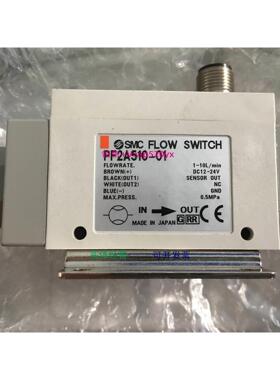 SMC FLOW SWITCH
PF2A510-01
FLOWRATE. 1-10L/min
BROWN(+) DC12-24V
BLACK(OUT1) SENSOR OUT
WHITE(OUT2) NC
BLUE(-) GND
MAX.PRESS. 0.5MPa
IN OUT
MADE IN JAPAN